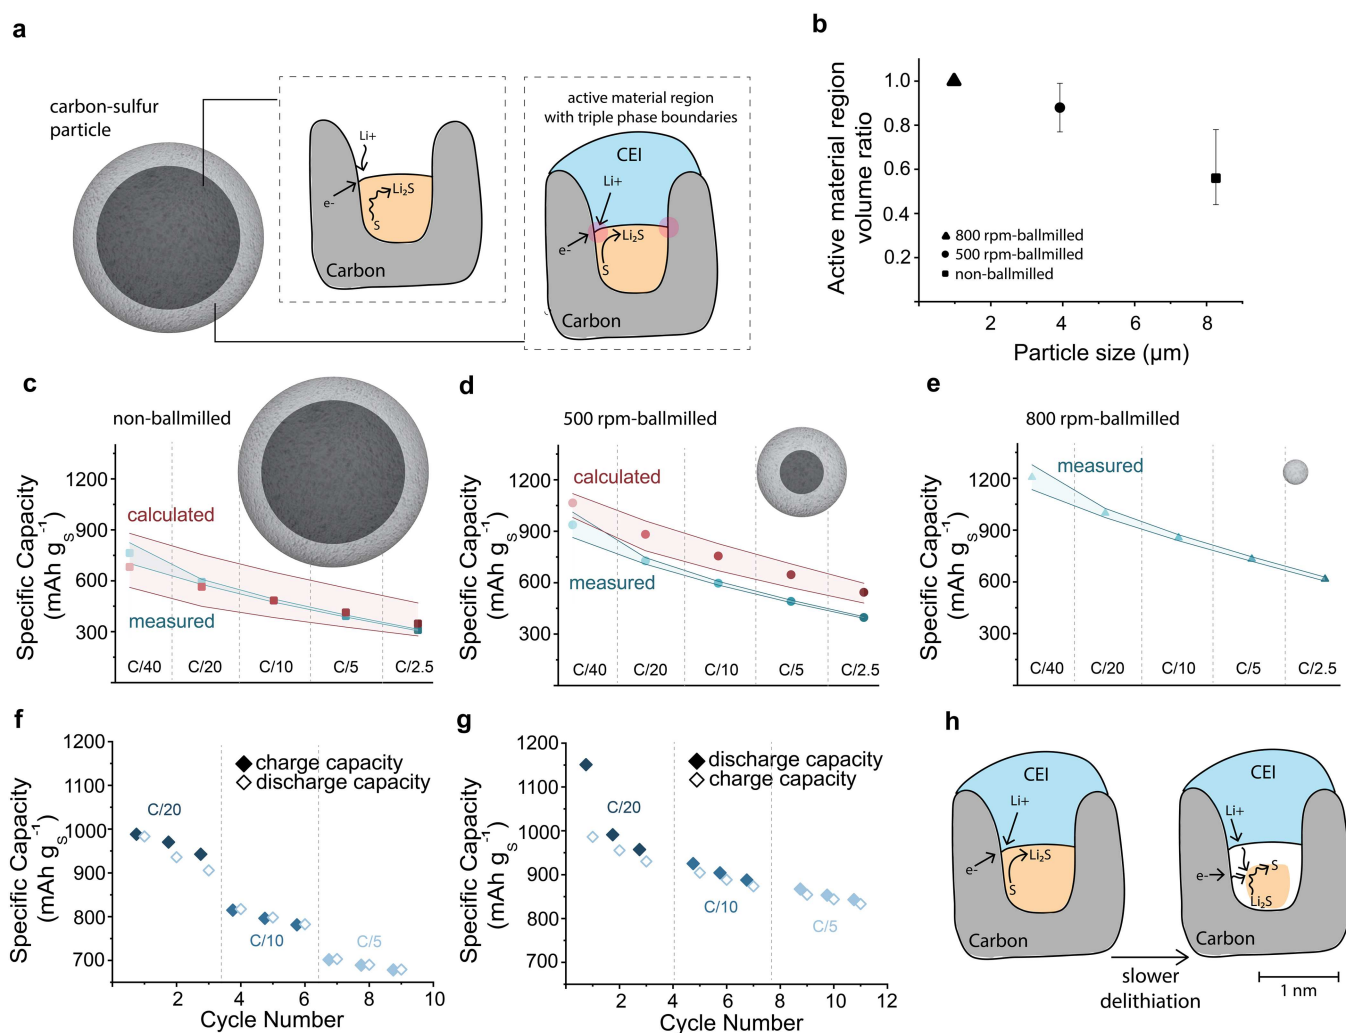 a
carbon-sulfur
particle
Li+
e-
Li₂S
S
Carbon
active material region
with triple phase boundaries
CEI
Li+
e-
Li₂S
S
Carbon
b
Active material region
volume ratio
1.0
0.8
0.6
0.4
0.2
800 rpm-ballmilled
500 rpm-ballmilled
non-ballmilled
2
4
6
8
Particle size (µm)
c
non-ballmilled
Specific Capacity
(mAh gₛ⁻¹)
1200
900
600
300
calculated
measured
C/40
C/20
C/10
C/5
C/2.5
d
500 rpm-ballmilled
Specific Capacity
(mAh gₛ⁻¹)
1200
900
600
300
calculated
measured
C/40
C/20
C/10
C/5
C/2.5
e
800 rpm-ballmilled
Specific Capacity
(mAh gₛ⁻¹)
1200
900
600
300
measured
C/40
C/20
C/10
C/5
C/2.5
f
Specific Capacity
(mAh gₛ⁻¹)
1200
1100
1000
900
800
700
charge capacity
discharge capacity
C/20
C/10
C/5
2
4
6
8
10
Cycle Number
g
Specific Capacity
(mAh gₛ⁻¹)
1200
1100
1000
900
800
700
discharge capacity
charge capacity
C/20
C/10
C/5
2
4
6
8
10
12
Cycle Number
h
CEI
Li+
e-
Li₂S
S
Carbon
slower
delithiation
CEI
Li+
e-
S
Li₂S
Carbon
1 nm